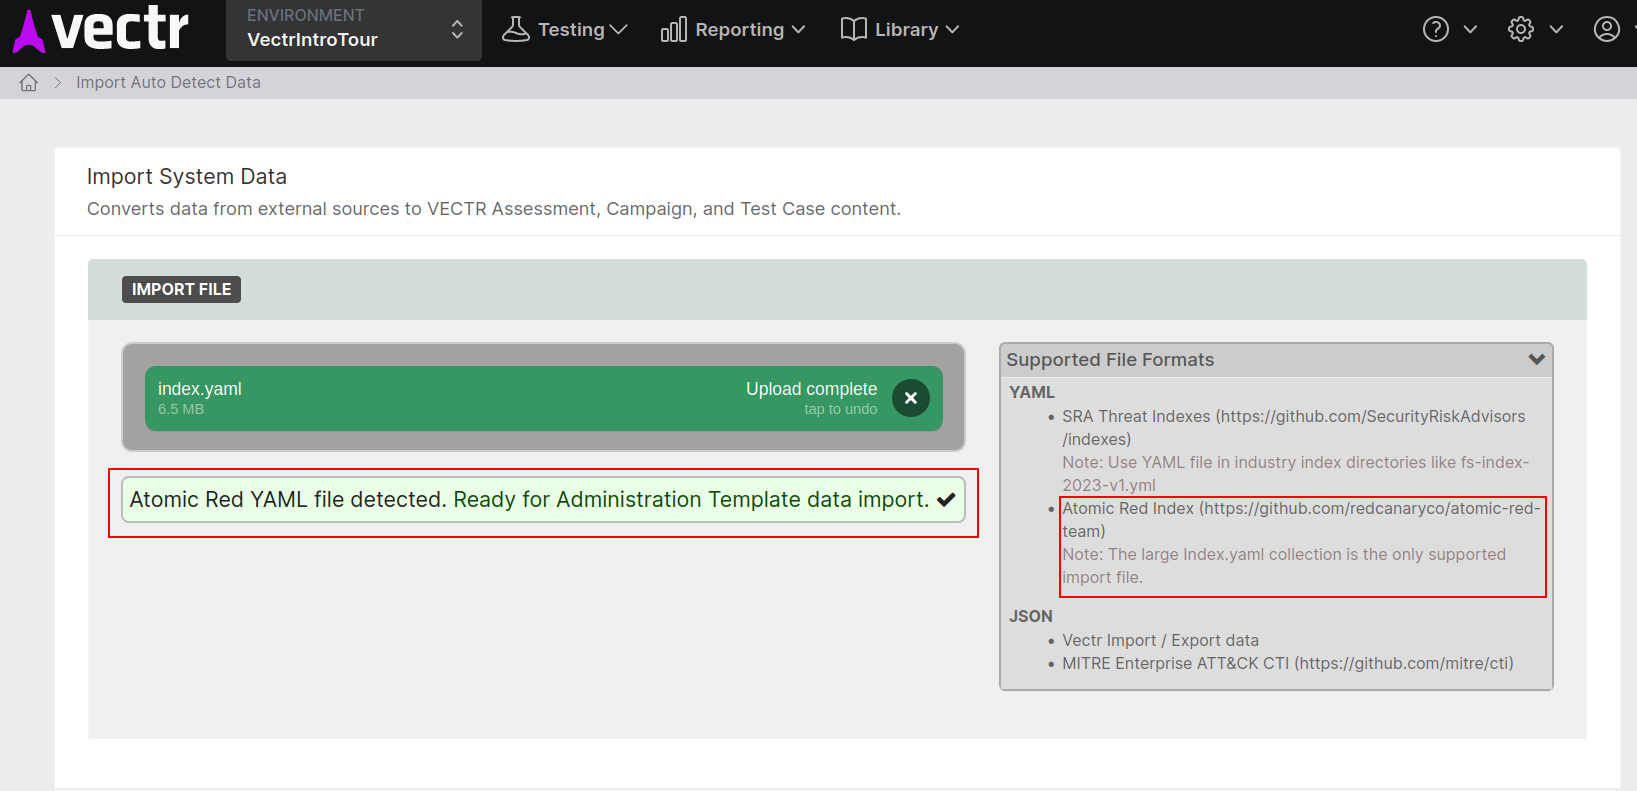 vectr
ENVIRONMENT
VectrIntroTour
Testing
Reporting
Library
Import Auto Detect Data
Import System Data
Converts data from external sources to VECTR Assessment, Campaign, and Test Case content.
IMPORT FILE
index.yaml
6.5 MB
Upload complete
tap to undo
Atomic Red YAML file detected. Ready for Administration Template data import.
Supported File Formats
YAML
• SRA Threat Indexes (https://github.com/SecurityRiskAdvisors
/indexes)
Note: Use YAML file in industry index directories like fs-index-
2023-v1.yml
• Atomic Red Index (https://github.com/redcanaryco/atomic-red-
team)
Note: The large Index.yaml collection is the only supported
import file.
JSON
• Vectr Import / Export data
• MITRE Enterprise ATT&CK CTI (https://github.com/mitre/cti)